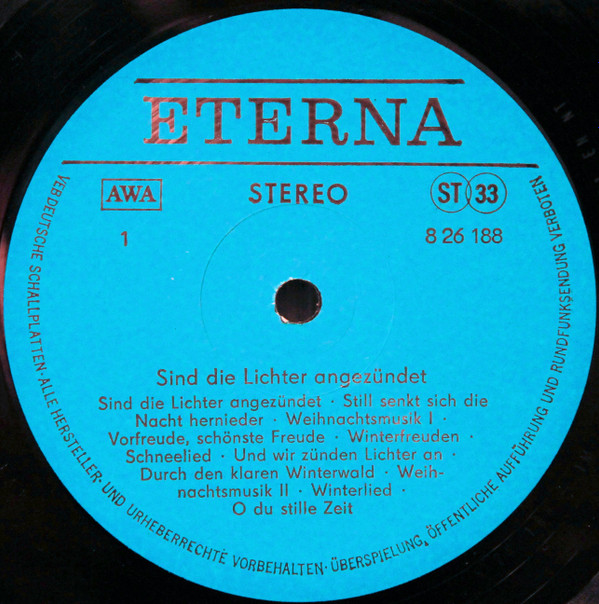 ETERNA
AWA
STEREO
ST 33
1
8 26 188
Sind die Lichter angezündet
Sind die Lichter angezündet · Still senkt sich die
Nacht hernieder · Weihnachtsmusik I ·
Vorfreude, schönste Freude · Winterfreuden ·
Schneelied · Und wir zünden Lichter an ·
Durch den klaren Winterwald · Weih-
nachtsmusik II · Winterlied ·
O du stille Zeit
VEB DEUTSCHE SCHALLPLATTEN · ALLE HERSTELLER- UND URHEBERRECHTE VORBEHALTEN · ÜBERSPIELUNG, ÖFFENTLICHE AUFFÜHRUNG UND RUNDFUNKSENDUNG VERBOTEN